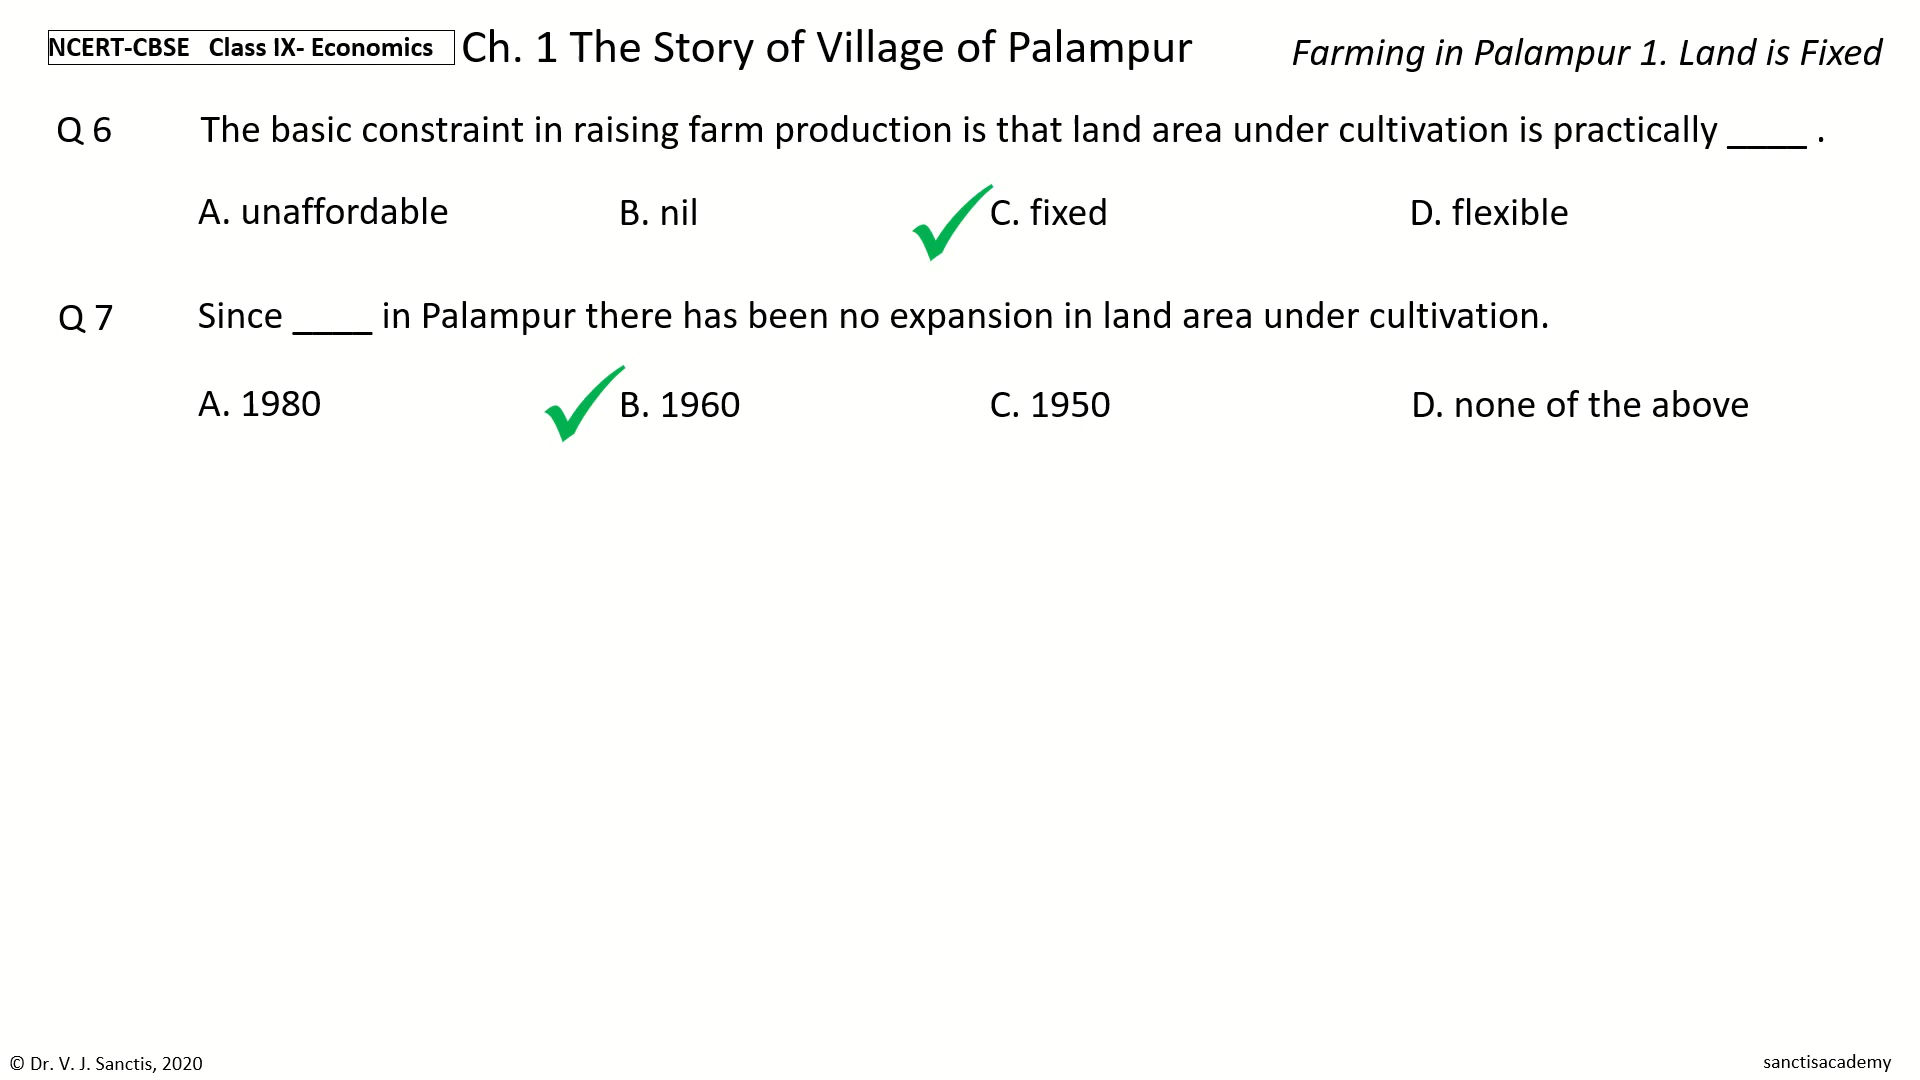 NCERT-CBSE Class IX- Economics Ch. 1 The Story of Village of Palampur Farming in Palampur 1. Land is Fixed
Q 6 The basic constraint in raising farm production is that land area under cultivation is practically ____ .
A. unaffordable B. nil C. fixed D. flexible
Q 7 Since ____ in Palampur there has been no expansion in land area under cultivation.
A. 1980 B. 1960 C. 1950 D. none of the above
© Dr. V. J. Sanctis, 2020 sanctisacademy